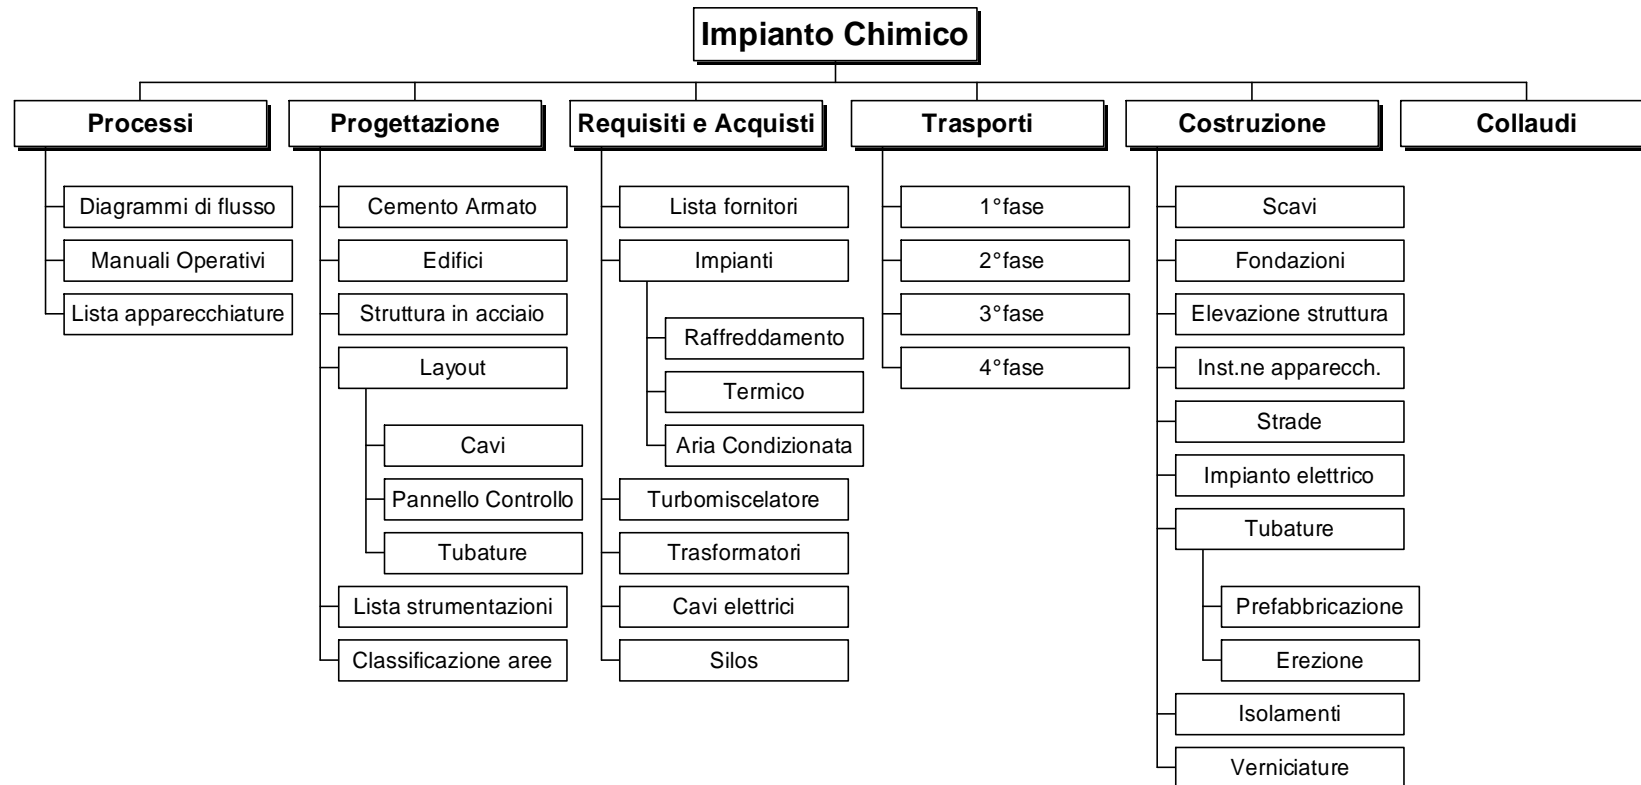 Impianto Chimico
Processi
Diagrammi di flusso
Manuali Operativi
Lista apparecchiature
Progettazione
Cemento Armato
Edifici
Struttura in acciaio
Layout
Cavi
Pannello Controllo
Tubature
Lista strumentazioni
Classificazione aree
Requisiti e Acquisti
Lista fornitori
Impianti
Raffreddamento
Termico
Aria Condizionata
Turbomiscelatore
Trasformatori
Cavi elettrici
Silos
Trasporti
1°fase
2°fase
3°fase
4°fase
Costruzione
Scavi
Fondazioni
Elevazione struttura
Inst.ne apparecch.
Strade
Impianto elettrico
Tubature
Prefabbricazione
Erezione
Isolamenti
Verniciature
Collaudi